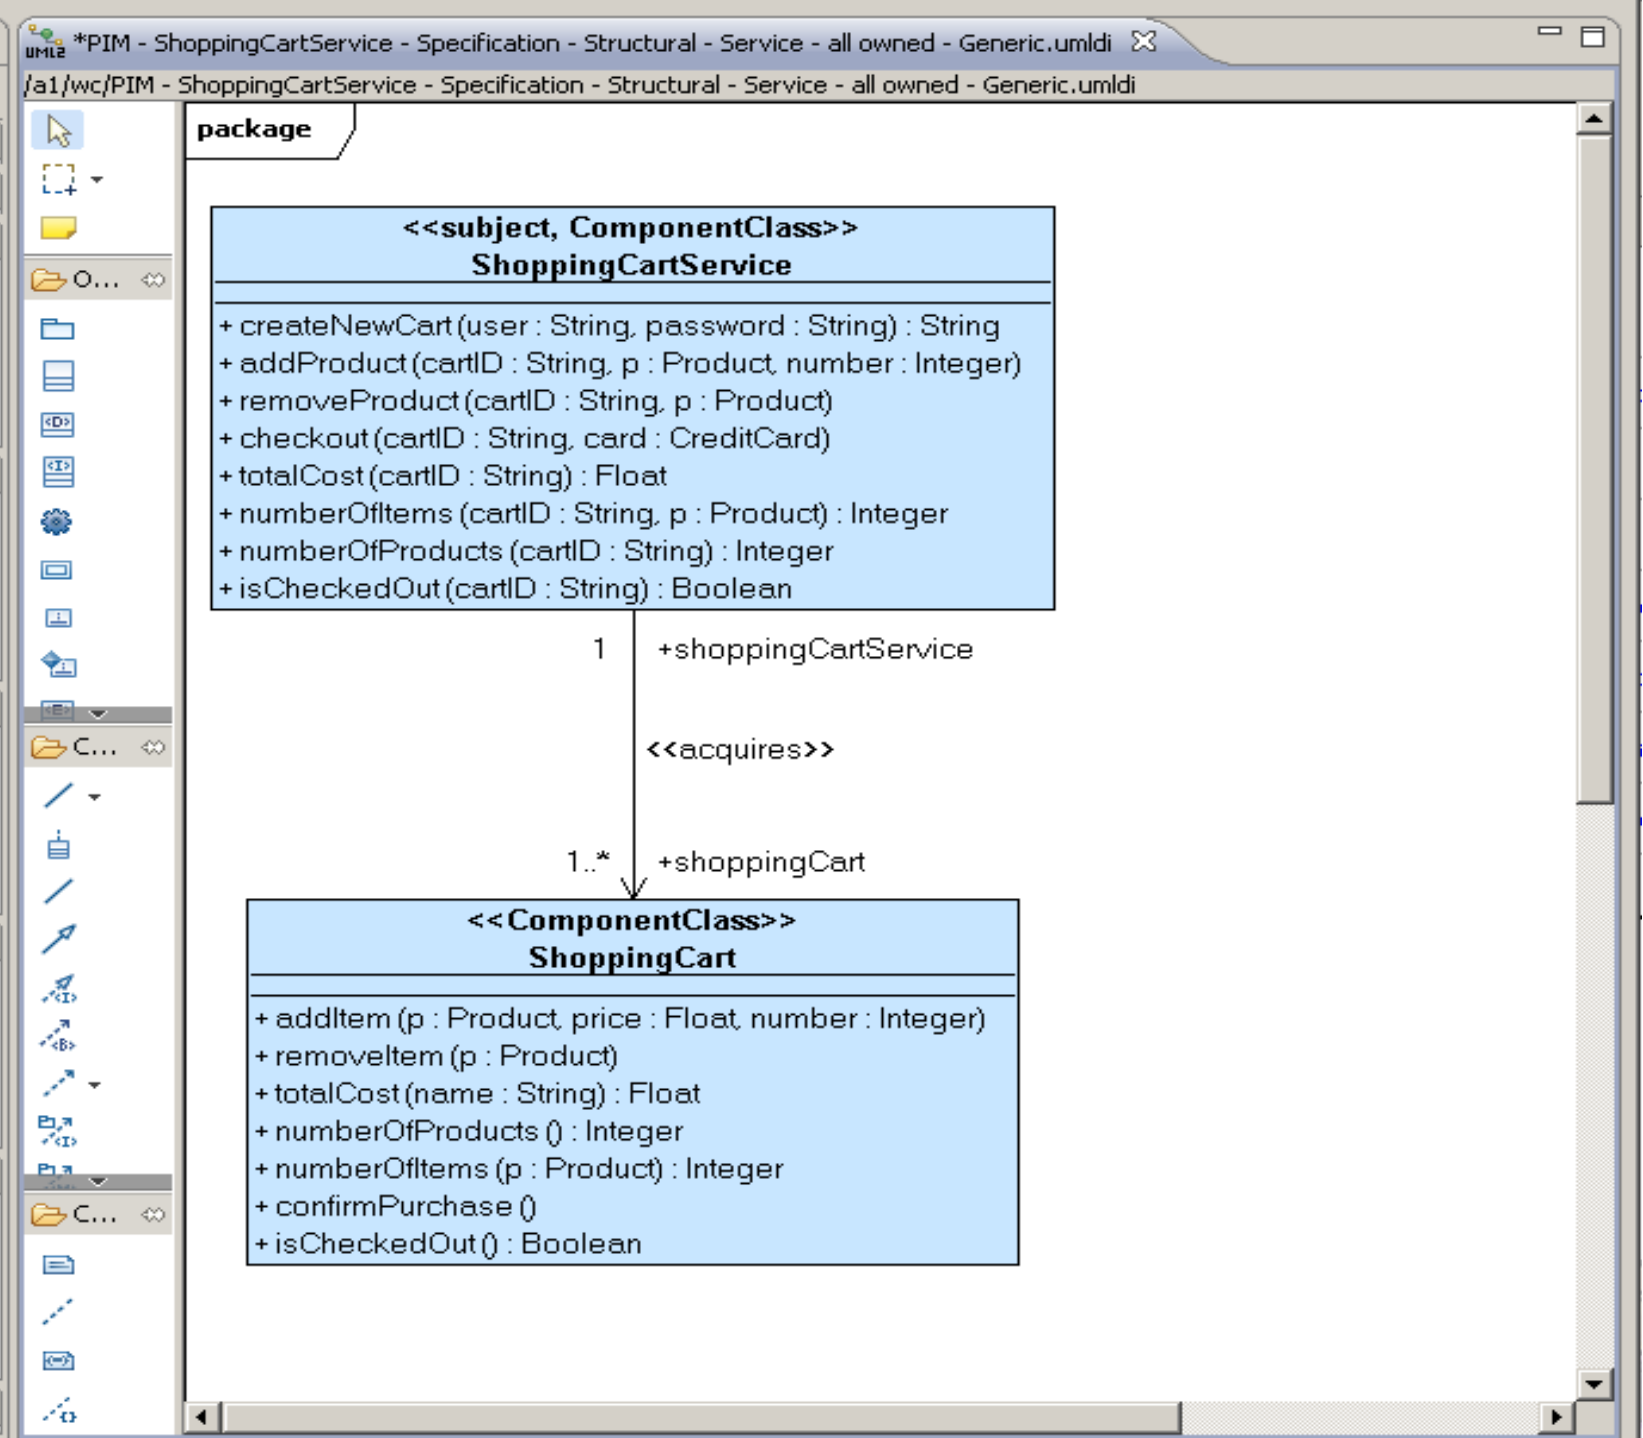 *PIM - ShoppingCartService - Specification - Structural - Service - all owned - Generic.umldi
/a1/wc/PIM - ShoppingCartService - Specification - Structural - Service - all owned - Generic.umldi
package
<<subject, ComponentClass>>
ShoppingCartService
+ createNewCart(user : String, password : String) : String
+ addProduct(cartID : String, p : Product, number : Integer)
+ removeProduct(cartID : String, p : Product)
+ checkout(cartID : String, card : CreditCard)
+ totalCost(cartID : String) : Float
+ numberOfItems (cartID : String, p : Product) : Integer
+ numberOfProducts (cartID : String) : Integer
+ isCheckedOut(cartID : String) : Boolean
1 +shoppingCartService
<<acquires>>
1..* +shoppingCart
<<ComponentClass>>
ShoppingCart
+ addItem (p : Product, price : Float, number : Integer)
+ removeItem (p : Product)
+ totalCost(name : String) : Float
+ numberOfProducts () : Integer
+ numberOfItems (p : Product) : Integer
+ confirmPurchase ()
+ isCheckedOut() : Boolean
UML2
O...
<D>
<I>
<E>
C...
<I>
<B>
<I>
C...